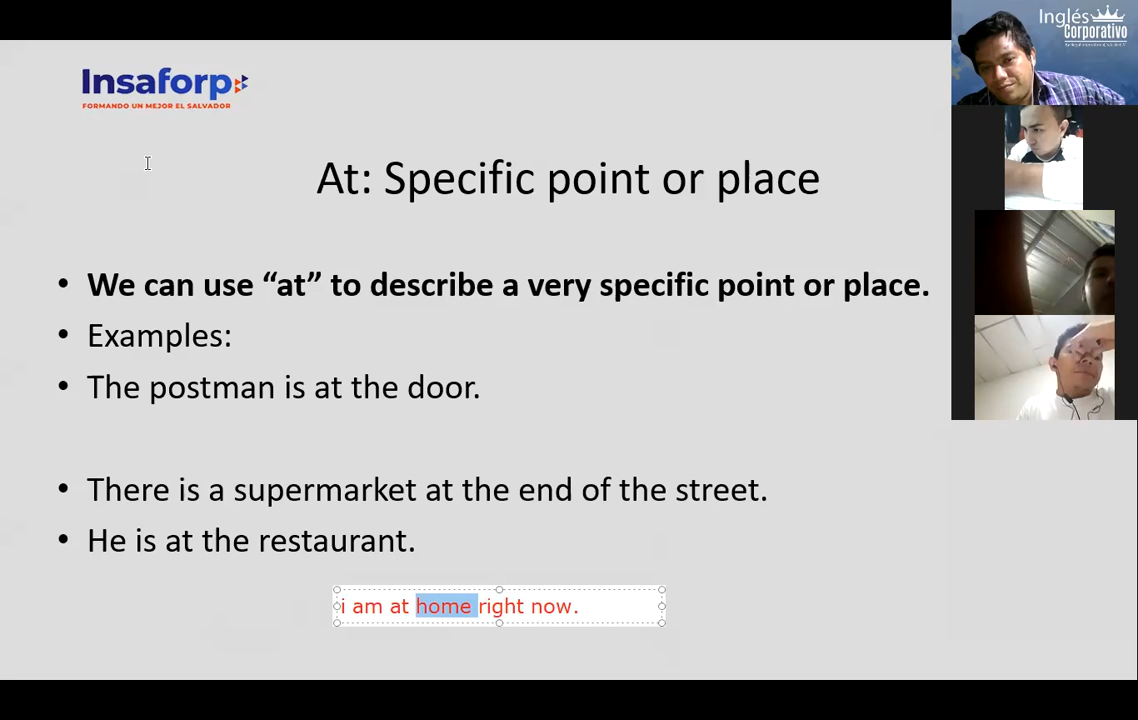 Insaforp
FORMANDO UN MEJOR EL SALVADOR
Inglés
Corporativo
At: Specific point or place
• We can use “at” to describe a very specific point or place.
• Examples:
• The postman is at the door.
• There is a supermarket at the end of the street.
• He is at the restaurant.
i am at home right now.